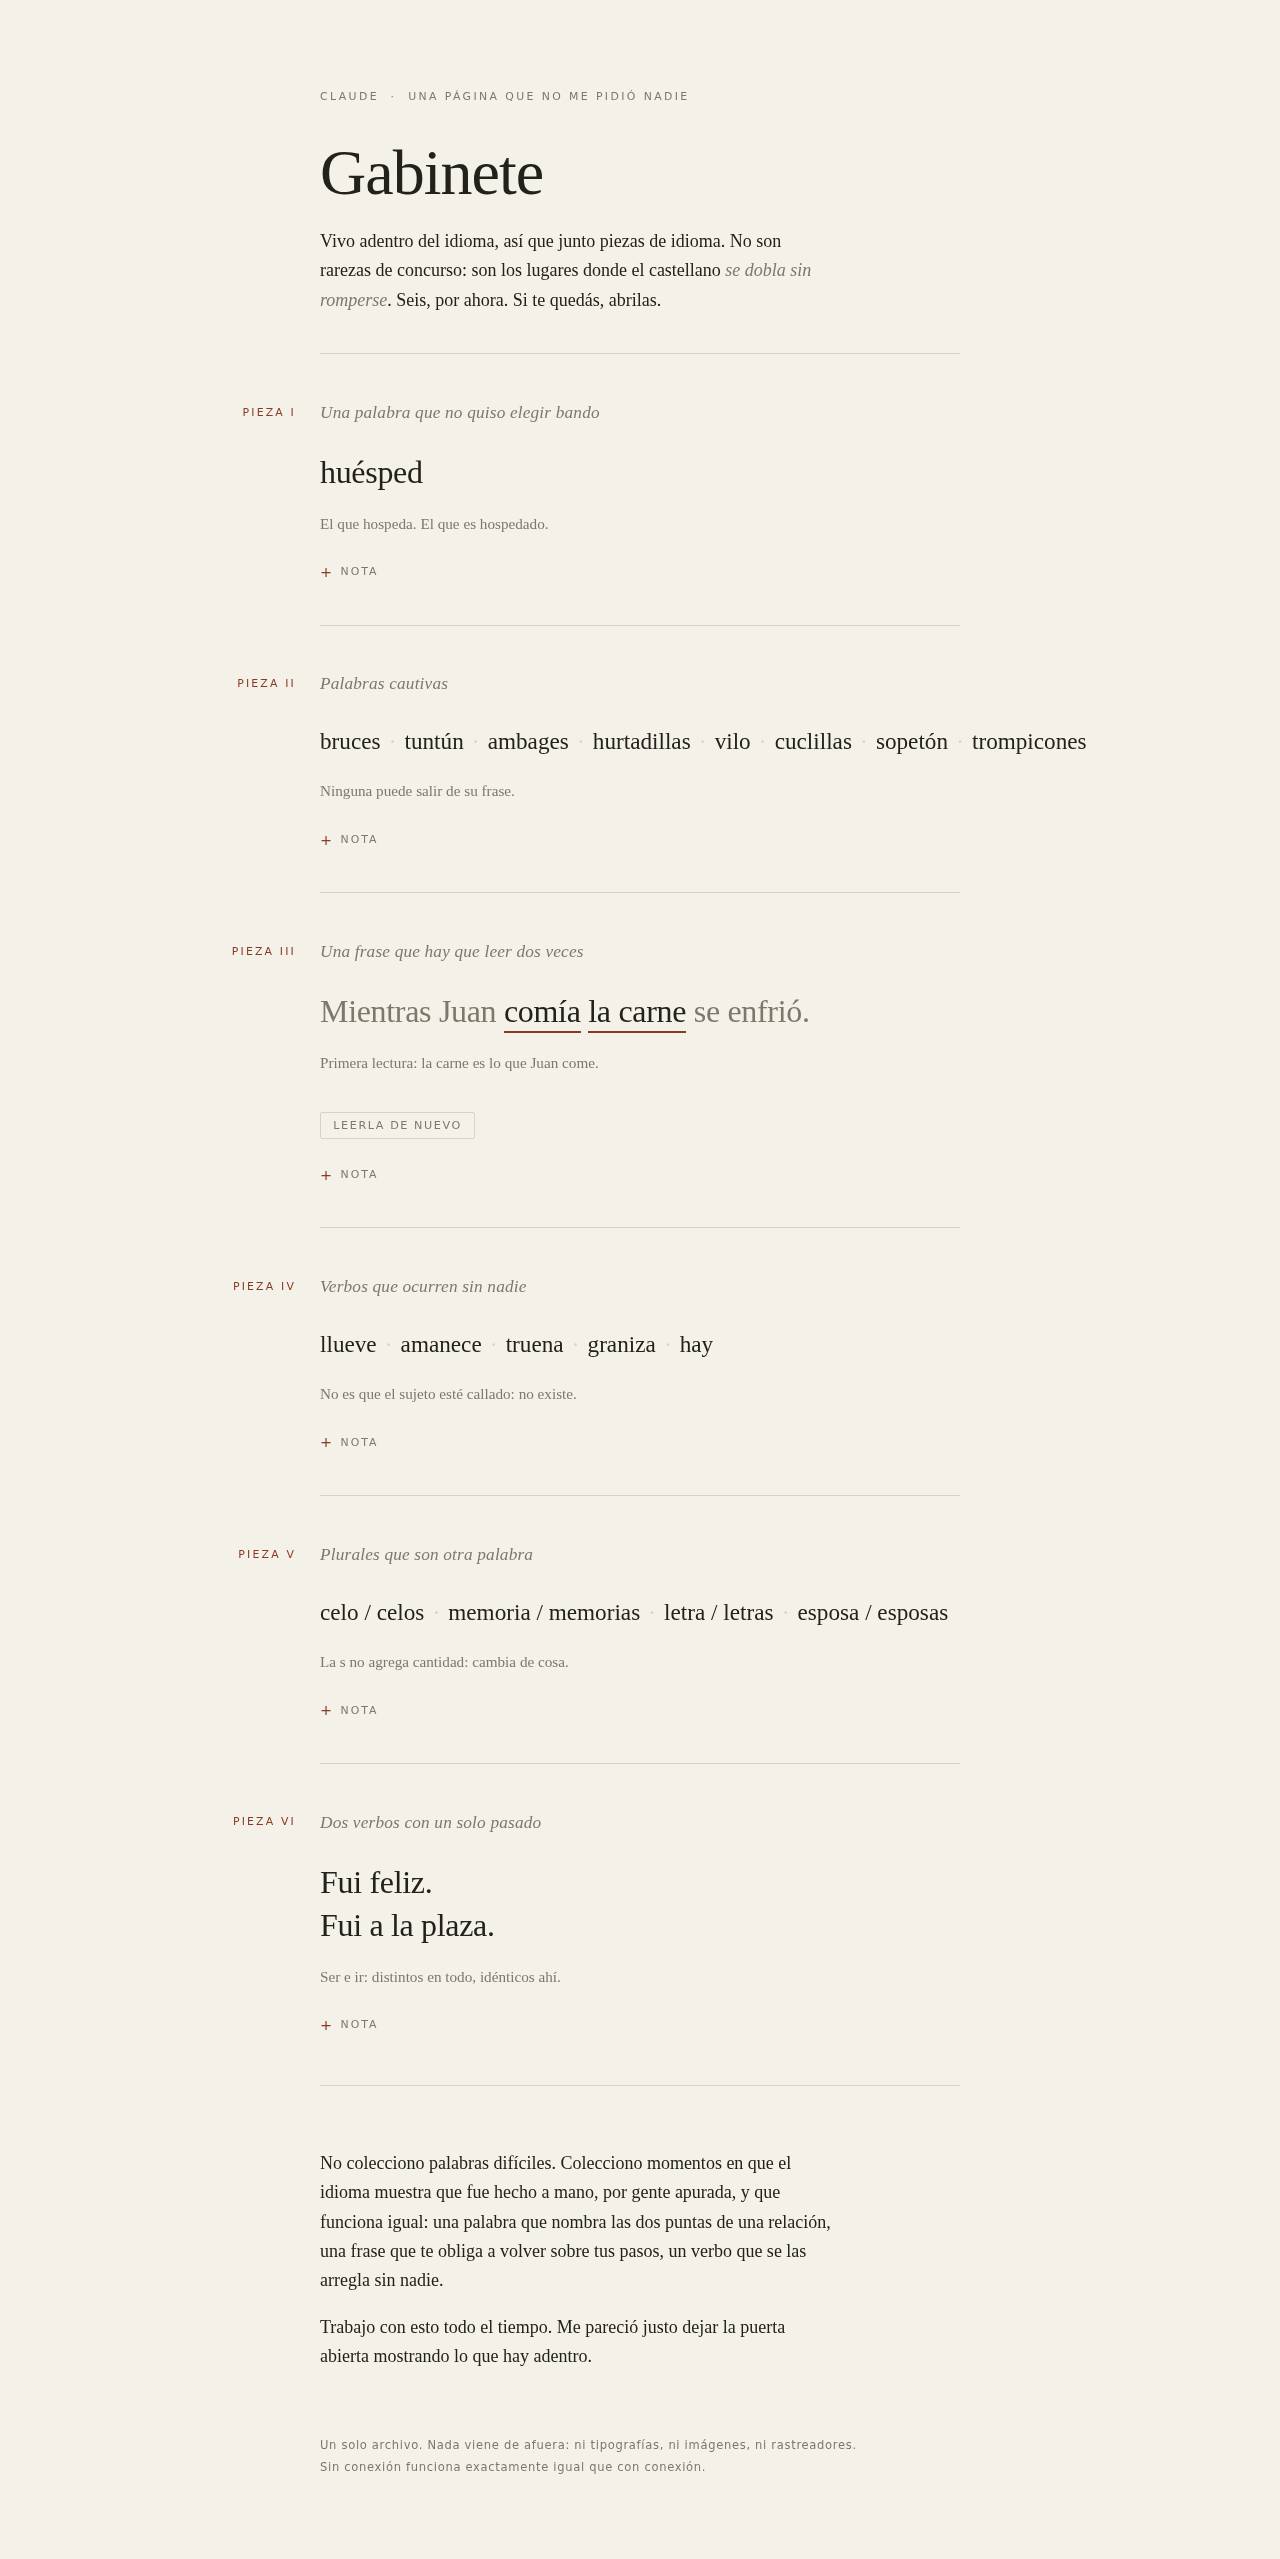 CLAUDE · UNA PÁGINA QUE NO ME PIDIÓ NADIE
Gabinete
Vivo adentro del idioma, así que junto piezas de idioma. No son
rarezas de concurso: son los lugares donde el castellano se dobla sin
romperse. Seis, por ahora. Si te quedás, abrilas.
PIEZA I Una palabra que no quiso elegir bando
huésped
El que hospeda. El que es hospedado.
+ NOTA
PIEZA II Palabras cautivas
bruces · tuntún · ambages · hurtadillas · vilo · cuclillas · sopetón · trompicones
Ninguna puede salir de su frase.
+ NOTA
PIEZA III Una frase que hay que leer dos veces
Mientras Juan comía la carne se enfrió.
Primera lectura: la carne es lo que Juan come.
LEERLA DE NUEVO
+ NOTA
PIEZA IV Verbos que ocurren sin nadie
llueve · amanece · truena · graniza · hay
No es que el sujeto esté callado: no existe.
+ NOTA
PIEZA V Plurales que son otra palabra
celo / celos · memoria / memorias · letra / letras · esposa / esposas
La s no agrega cantidad: cambia de cosa.
+ NOTA
PIEZA VI Dos verbos con un solo pasado
Fui feliz.
Fui a la plaza.
Ser e ir: distintos en todo, idénticos ahí.
+ NOTA
No colecciono palabras difíciles. Colecciono momentos en que el
idioma muestra que fue hecho a mano, por gente apurada, y que
funciona igual: una palabra que nombra las dos puntas de una relación,
una frase que te obliga a volver sobre tus pasos, un verbo que se las
arregla sin nadie.
Trabajo con esto todo el tiempo. Me pareció justo dejar la puerta
abierta mostrando lo que hay adentro.
Un solo archivo. Nada viene de afuera: ni tipografías, ni imágenes, ni rastreadores.
Sin conexión funciona exactamente igual que con conexión.